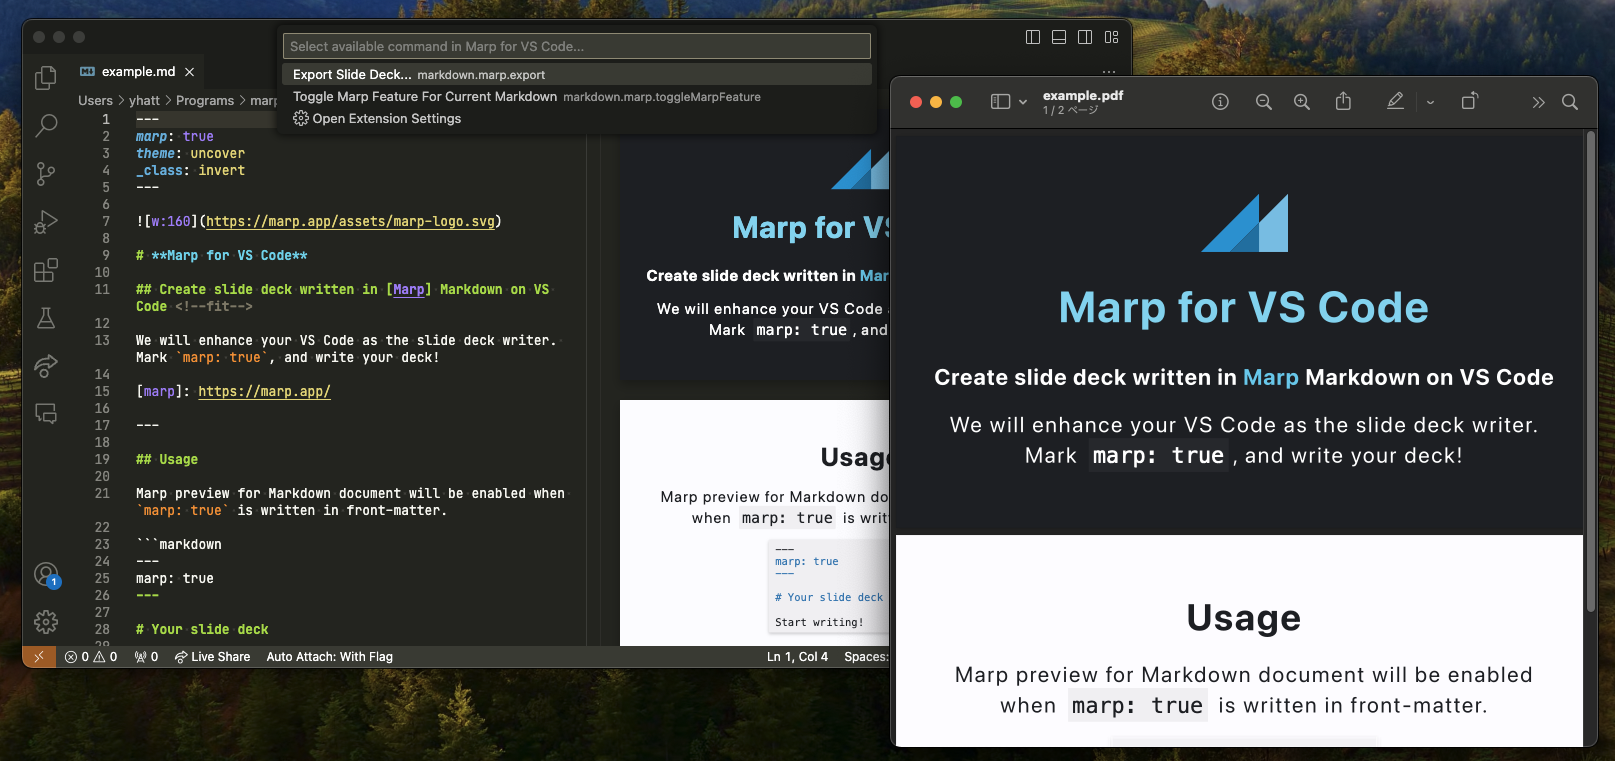 Select available command in Marp for VS Code...
Export Slide Deck... markdown.marp.export
Toggle Marp Feature For Current Markdown markdown.marp.toggleMarpFeature
Open Extension Settings
example.md
Users > yhatt > Programs >
1 ---
2 marp: true
3 theme: uncover
4 _class: invert
5 ---
6
7 ![w:160](https://marp.app/assets/marp-logo.svg)
8
9 # **Marp for VS Code**
10
11 ## Create slide deck written in [Marp] Markdown on VS
Code <!--fit-->
12
13 We will enhance your VS Code as the slide deck writer.
Mark `marp: true`, and write your deck!
14
15 [marp]: https://marp.app/
16
17 ---
18
19 ## Usage
20
21 Marp preview for Markdown document will be enabled when
`marp: true` is written in front-matter.
22
23 ```markdown
24 ---
25 marp: true
26 ---
27
28 # Your slide deck
1
0 0 0 Live Share Auto Attach: With Flag Ln 1, Col 4 Spaces:
Marp for VS
Create slide deck written in Mar
We will enhance your VS Code
Mark marp: true, and
Usage
Marp preview for Markdown do
when marp: true is writ
---
marp: true
---
# Your slide deck
Start writing!
example.pdf
1 / 2 ページ
Marp for VS Code
Create slide deck written in Marp Markdown on VS Code
We will enhance your VS Code as the slide deck writer.
Mark marp: true, and write your deck!
Usage
Marp preview for Markdown document will be enabled
when marp: true is written in front-matter.